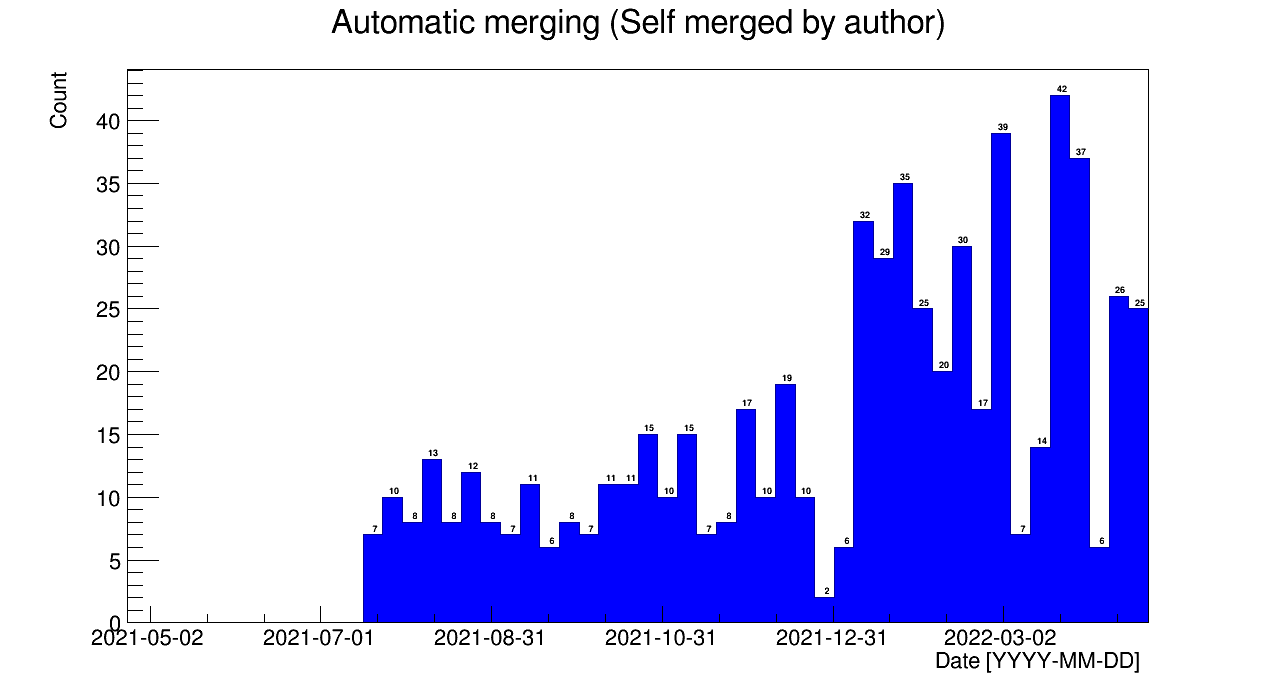 Automatic merging (Self merged by author)
Count
40
35
30
25
20
15
10
5
0
7 10 8 13 8 12 8 7 11 6 8 7 11 11 15 10 15 7 8 17 10 19 10 2 6 32 29 35 25 20 30 17 39 7 14 42 37 6 26 25
2021-05-02 2021-07-01 2021-08-31 2021-10-31 2021-12-31 2022-03-02
Date [YYYY-MM-DD]